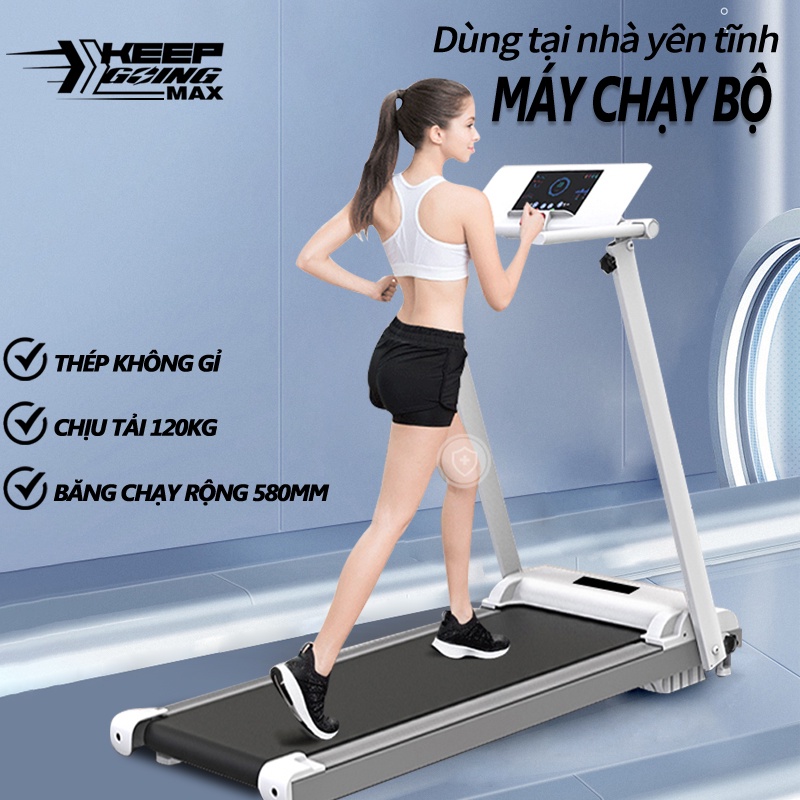 KEEP
GOING
MAX
Dùng tại nhà yên tĩnh
MÁY CHẠY BỘ
THÉP KHÔNG GỈ
CHỊU TẢI 120KG
BĂNG CHẠY RỘNG 580MM